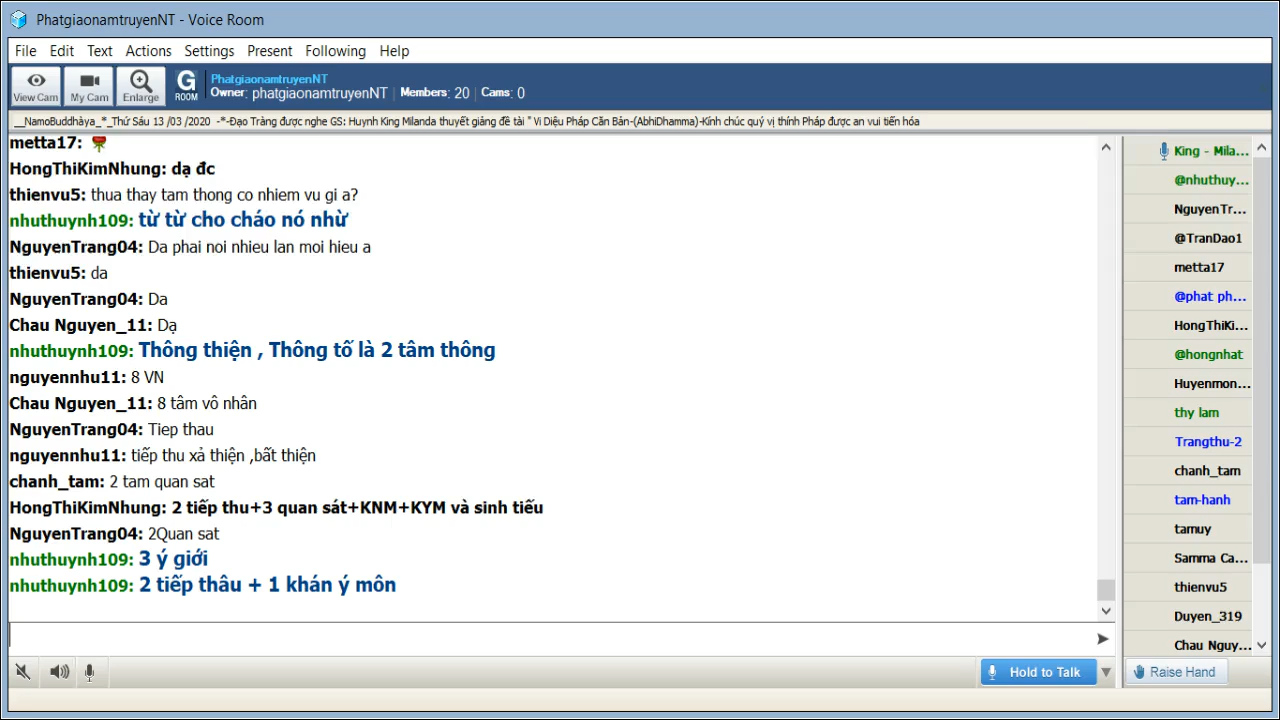 PhatgiaonamtruyenNT - Voice Room
File Edit Text Actions Settings Present Following Help
View Cam My Cam Enlarge G ROOM
PhatgiaonamtruyenNT
Owner: phatgiaonamtruyenNT | Members: 20 | Cams: 0
__NamoBuddhàya_*_Thứ Sáu 13 /03 /2020 -*-Đạo Tràng được nghe GS: Huynh King Milanda thuyết giảng đề tài " Vi Diệu Pháp Căn Bản-(AbhiDhamma)-Kính chúc quý vị thính Pháp được an vui tiến hóa
metta17:
HongThiKimNhung: dạ đc
thienvu5: thua thay tam thong co nhiem vu gi a?
nhuthuynh109: từ từ cho cháo nó nhừ
NguyenTrang04: Da phai noi nhieu lan moi hieu a
thienvu5: da
NguyenTrang04: Da
Chau Nguyen_11: Dạ
nhuthuynh109: Thông thiện , Thông tố là 2 tâm thông
nguyennhu11: 8 VN
Chau Nguyen_11: 8 tâm vô nhân
NguyenTrang04: Tiep thau
nguyennhu11: tiếp thu xả thiện ,bất thiện
chanh_tam: 2 tam quan sat
HongThiKimNhung: 2 tiếp thu+3 quan sát+KNM+KYM và sinh tiếu
NguyenTrang04: 2Quan sat
nhuthuynh109: 3 ý giới
nhuthuynh109: 2 tiếp thâu + 1 khán ý môn
King - Mila...
@nhuthuy...
NguyenTr...
@TranDao1
metta17
@phat ph...
HongThiKi...
@hongnhat
Huyenmon...
thy lam
Trangthu-2
chanh_tam
tam-hanh
tamuy
Samma Ca...
thienvu5
Duyen_319
Chau Nguy...
Hold to Talk
Raise Hand